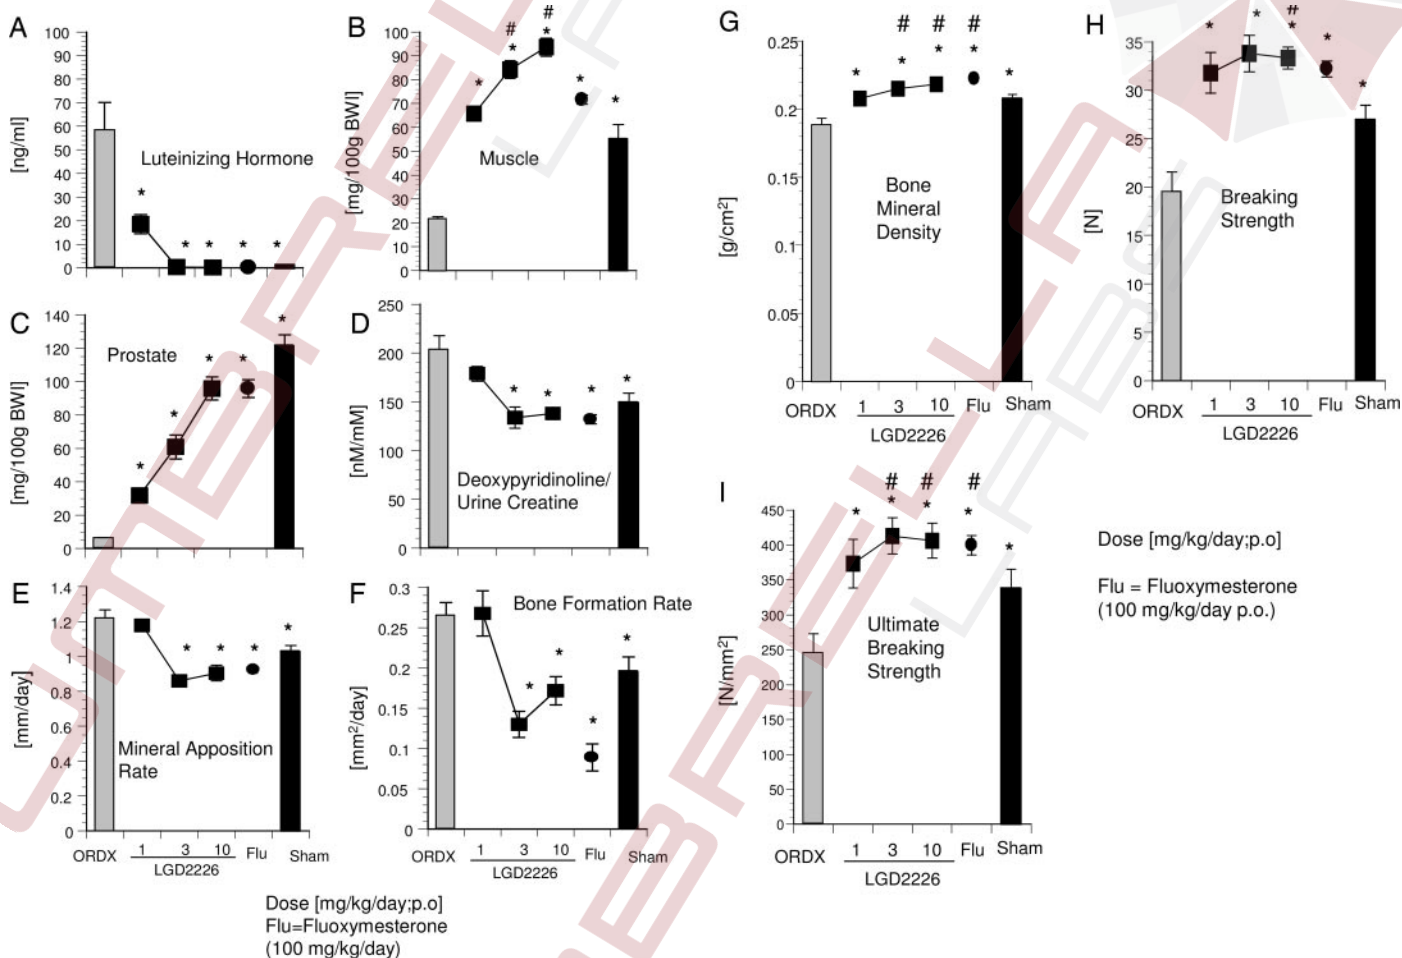 A
[ng/ml]
100
90
80
70
60
50
40
30
20
10
0
Luteinizing Hormone
*
* * * *
B
[mg/100g BWI]
100
90
80
70
60
50
40
30
20
10
0
Muscle
# #
* * * * *
C
[mg/100g BWI]
140
120
100
80
60
40
20
0
Prostate
* * * * *
D
[nM/mM]
250
200
150
100
50
0
Deoxypyridinoline/
Urine Creatine
* * * *
E
[mm/day]
1.4
1.2
1
0.8
0.6
0.4
0.2
0
Mineral Apposition
Rate
* * * *
ORDX 1 3 10 Flu Sham
LGD2226
F
[mm²/day]
0.3
0.25
0.2
0.15
0.1
0.05
0
Bone Formation Rate
* * * *
ORDX 1 3 10 Flu Sham
LGD2226
Dose [mg/kg/day;p.o]
Flu=Fluoxymesterone
(100 mg/kg/day)
G
[g/cm²]
0.25
0.2
0.15
0.1
0.05
0
# # #
* * * * *
Bone
Mineral
Density
ORDX 1 3 10 Flu Sham
LGD2226
H
[N]
35
30
25
20
15
10
5
0
#
* * * * *
Breaking
Strength
ORDX 1 3 10 Flu Sham
LGD2226
I
[N/mm²]
450
400
350
300
250
200
150
100
50
0
# # #
* * * * *
Ultimate
Breaking
Strength
ORDX 1 3 10 Flu Sham
LGD2226
Dose [mg/kg/day;p.o]
Flu = Fluoxymesterone
(100 mg/kg/day p.o.)
UMBRELLA
LABS
UMBRELLA
LABS